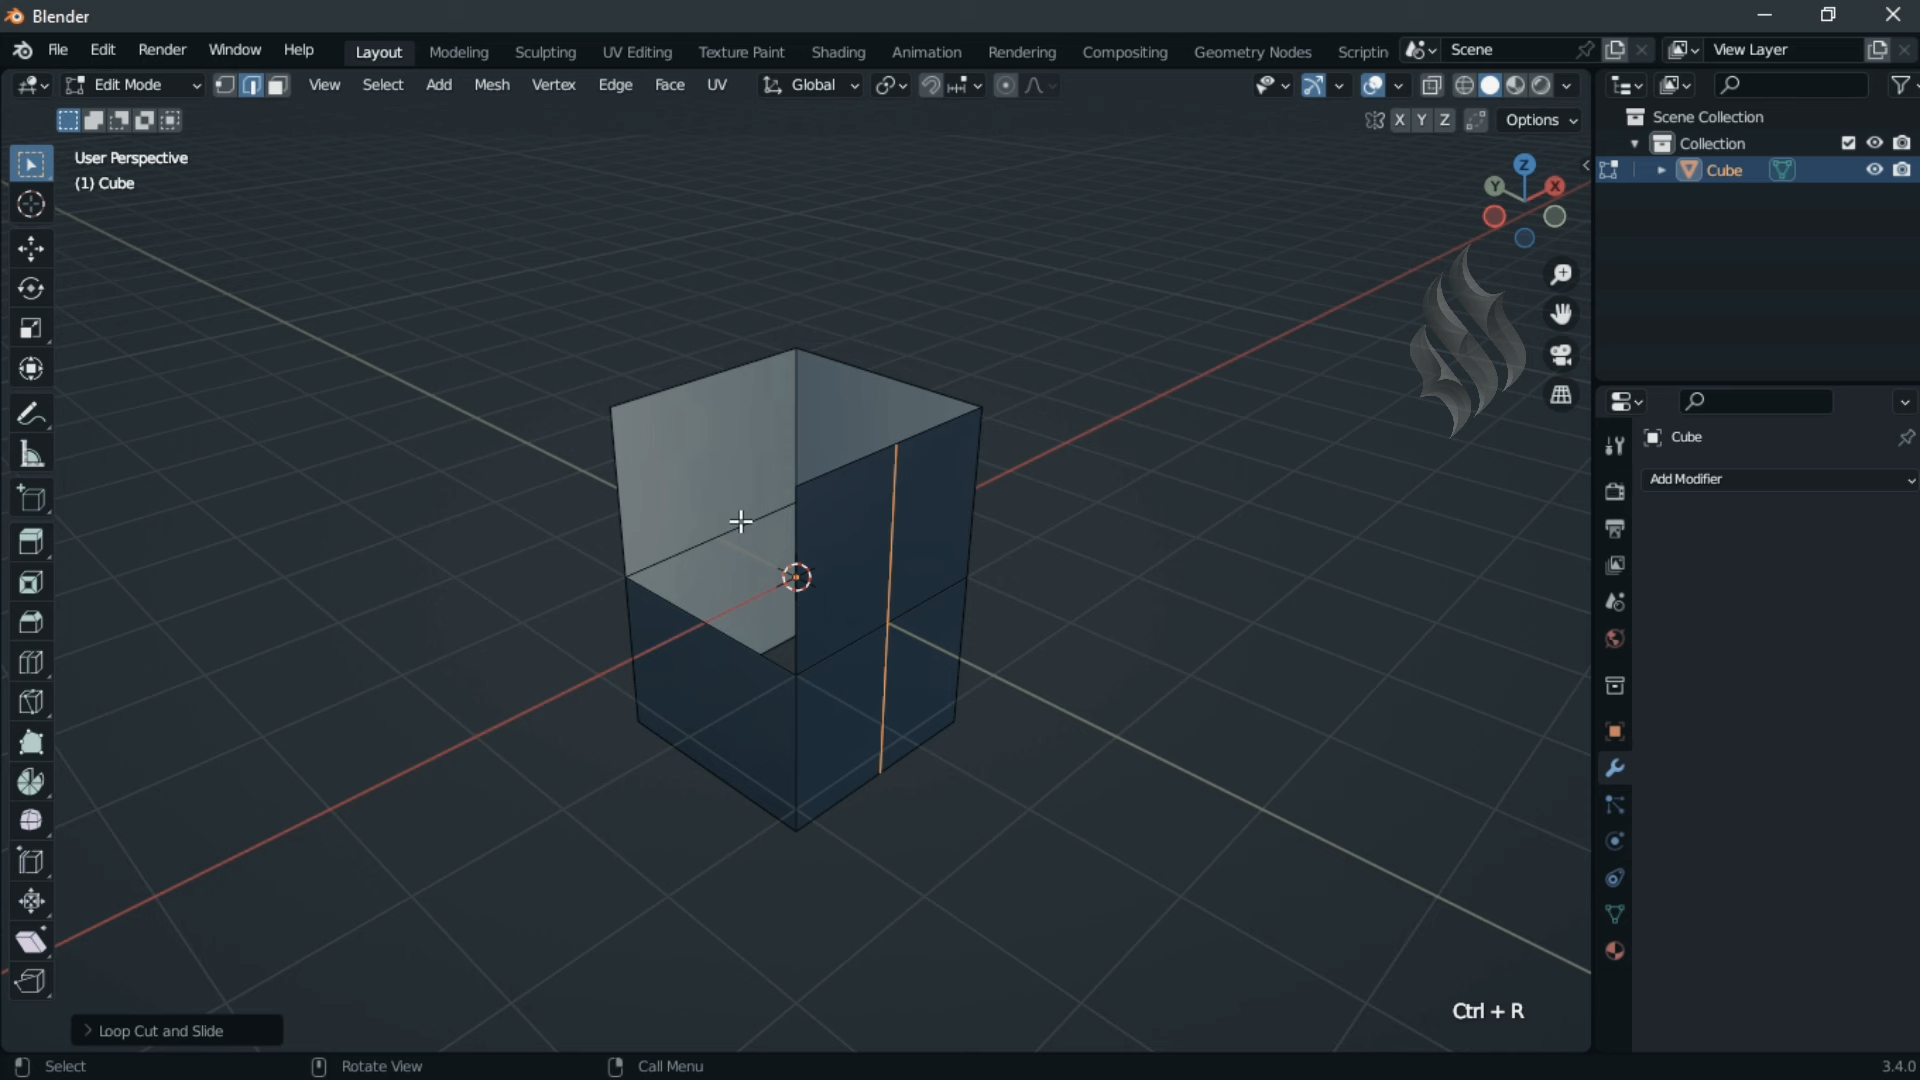 Blender
File Edit Render Window Help Layout Modeling Sculpting UV Editing Texture Paint Shading Animation Rendering Compositing Geometry Nodes Scriptin Scene View Layer
Edit Mode View Select Add Mesh Vertex Edge Face UV Global
X Y Z Options
User Perspective
(1) Cube
Z
Y X
Scene Collection
Collection
Cube
Cube
Add Modifier
Ctrl + R
Loop Cut and Slide
Select Rotate View Call Menu 3.4.0